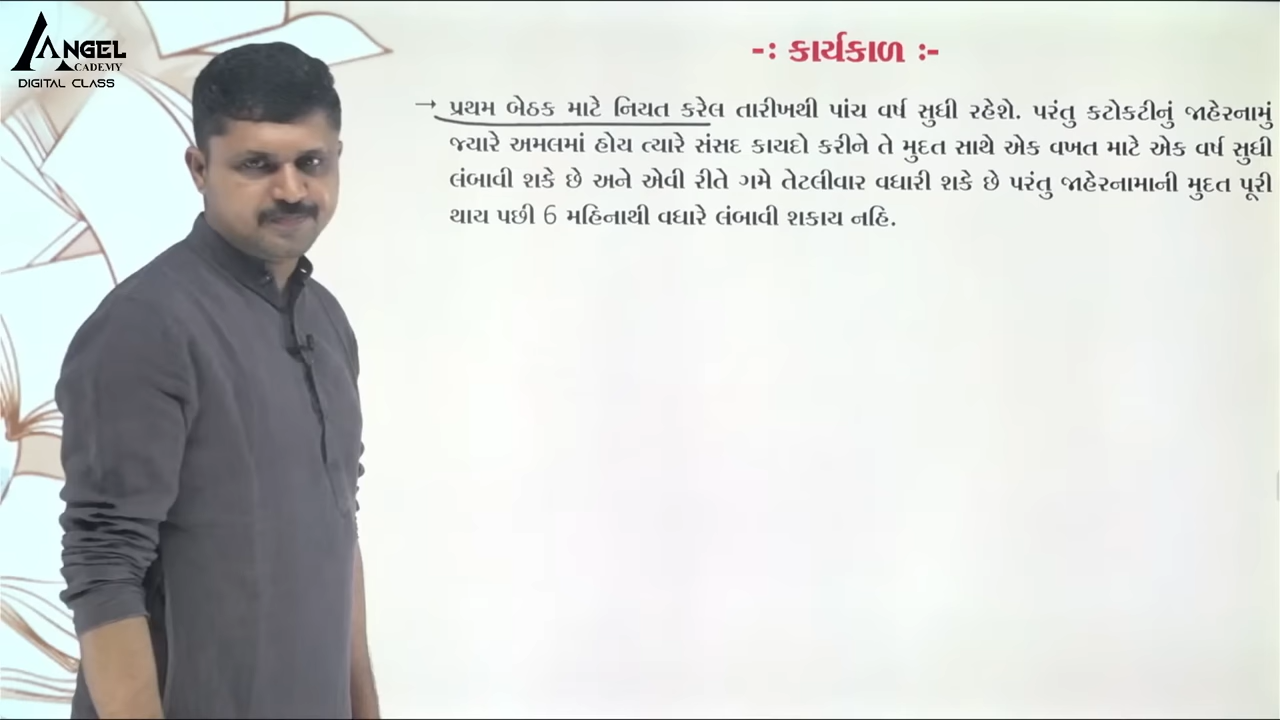 ANGEL
ACADEMY
DIGITAL CLASS
-: કાર્યકાળ :-
→ પ્રથમ બેઠક માટે નિયત કરેલ તારીખથી પાંચ વર્ષ સુધી રહેશે. પરંતુ કટોકટીનું જાહેરનામું
જ્યારે અમલમાં હોય ત્યારે સંસદ કાયદો કરીને તે મુદત સાથે એક વખત માટે એક વર્ષ સુધી
લંબાવી શકે છે અને એવી રીતે ગમે તેટલીવાર વધારી શકે છે પરંતુ જાહેરનામાની મુદત પૂરી
થાય પછી 6 મહિનાથી વધારે લંબાવી શકાય નહિ.